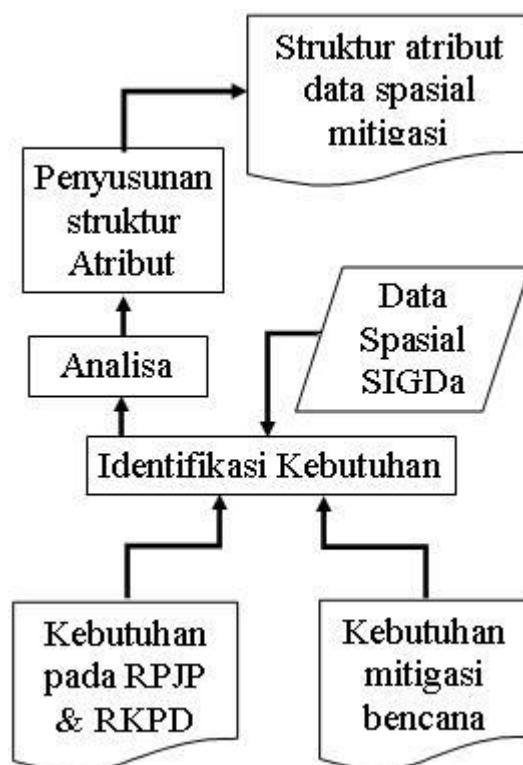 Struktur atribut
data spasial
mitigasi
Penyusunan
struktur
Atribut
Data
Spasial
SIGDa
Analisa
Identifikasi Kebutuhan
Kebutuhan
pada RPJP
& RKPD
Kebutuhan
mitigasi
bencana